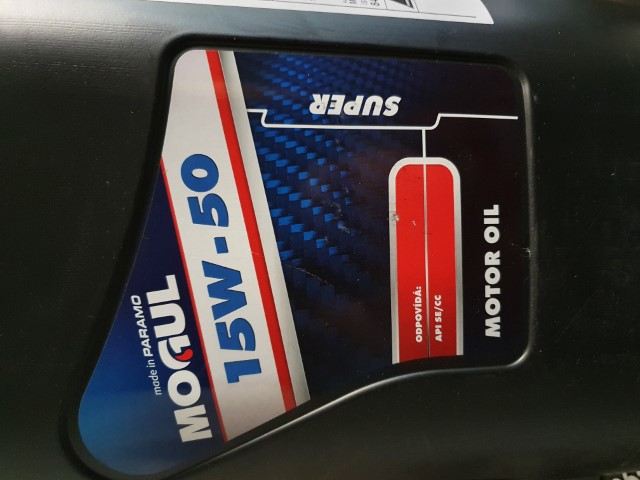 made in PARAMO
MOGUL
15W-50
SUPER
ODPOVÍDÁ:
API SE/CC
MOTOR OIL